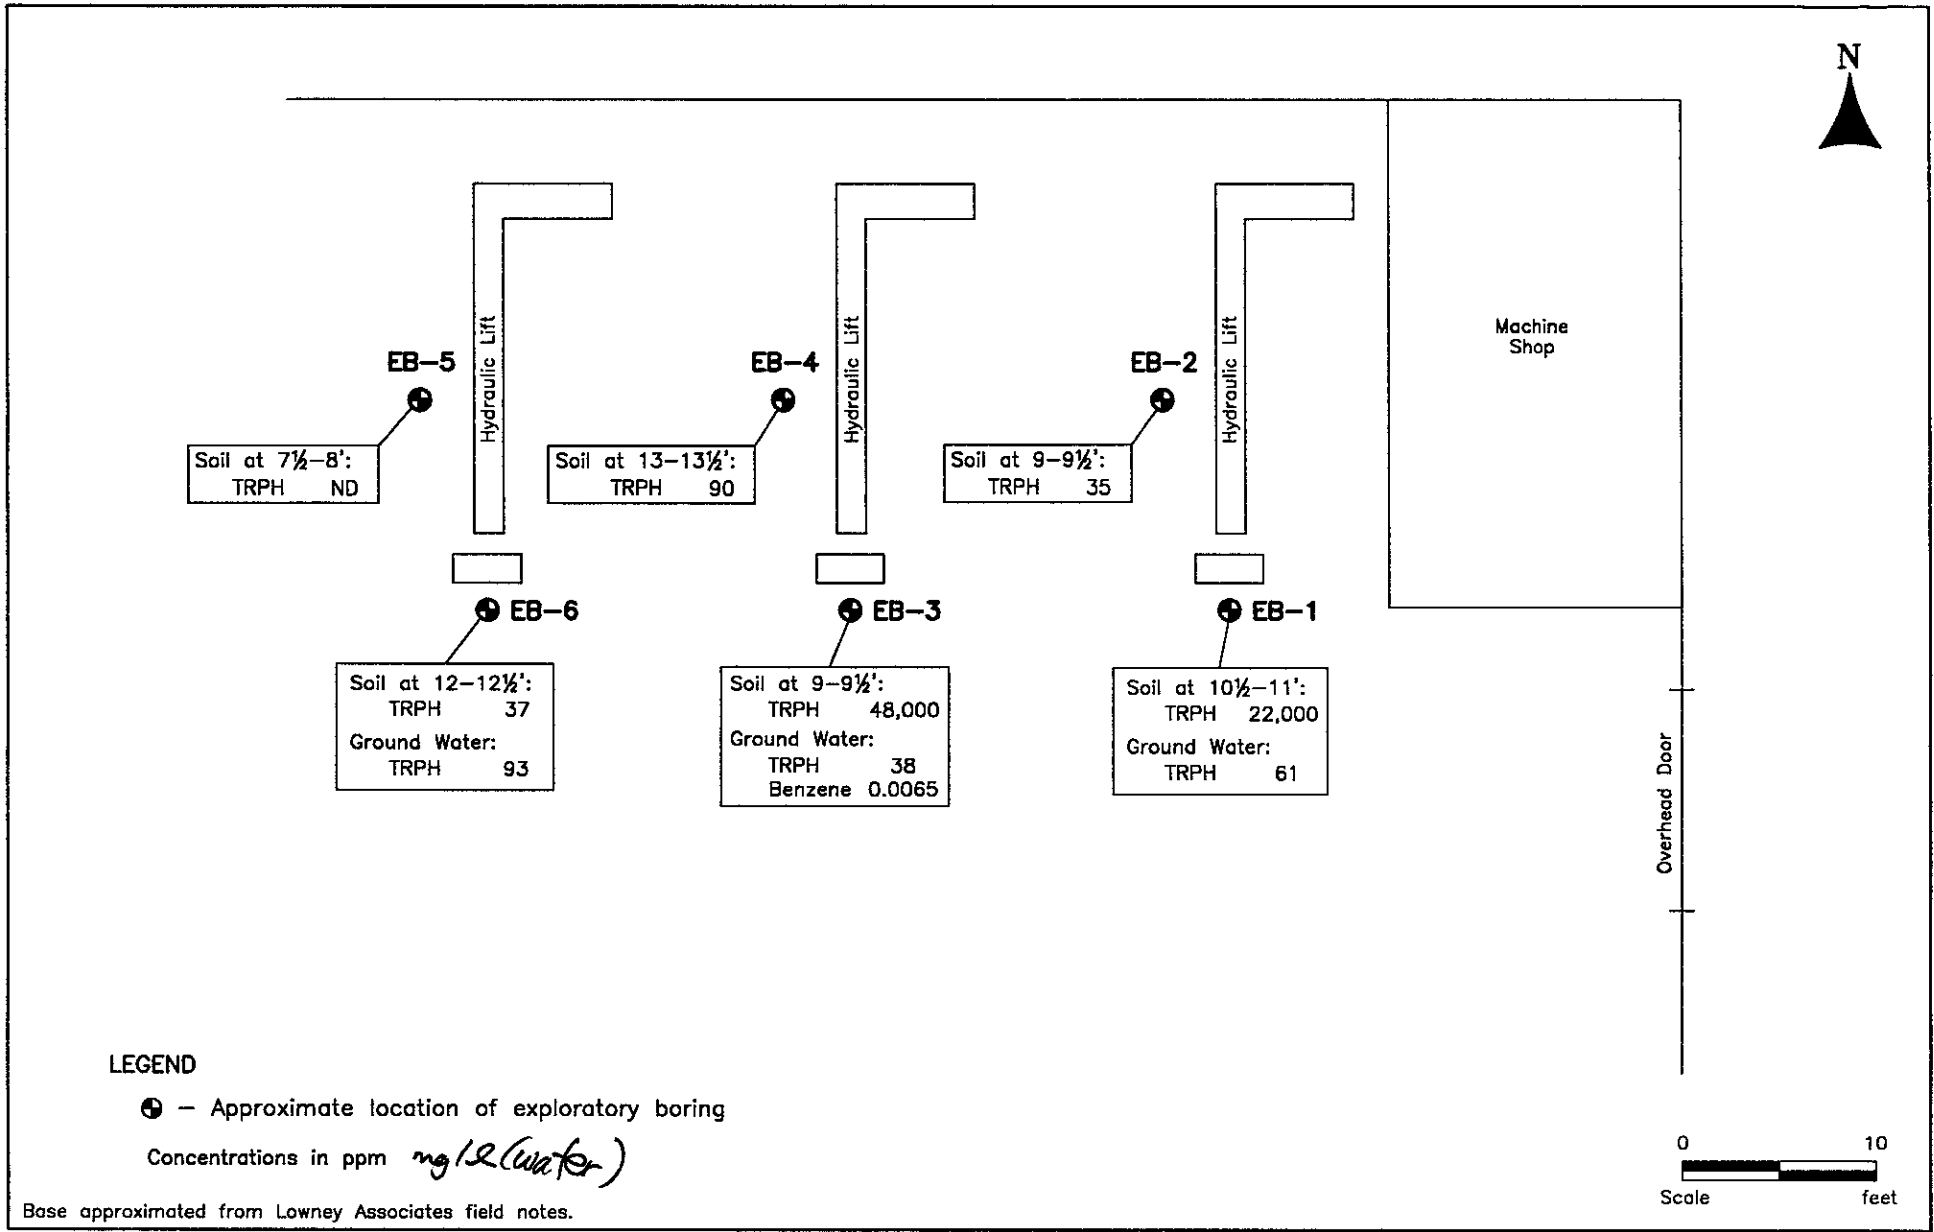 N
Machine
Shop
Hydraulic Lift
Hydraulic Lift
Hydraulic Lift
EB-5
EB-4
EB-2
Soil at 7½-8':
TRPH ND
Soil at 13-13½':
TRPH 90
Soil at 9-9½':
TRPH 35
EB-6
EB-3
EB-1
Soil at 12-12½':
TRPH 37
Ground Water:
TRPH 93
Soil at 9-9½':
TRPH 48,000
Ground Water:
TRPH 38
Benzene 0.0065
Soil at 10½-11':
TRPH 22,000
Ground Water:
TRPH 61
Overhead Door
LEGEND
- Approximate location of exploratory boring
Concentrations in ppm mg/l (water)
Base approximated from Lowney Associates field notes.
0 10
Scale feet